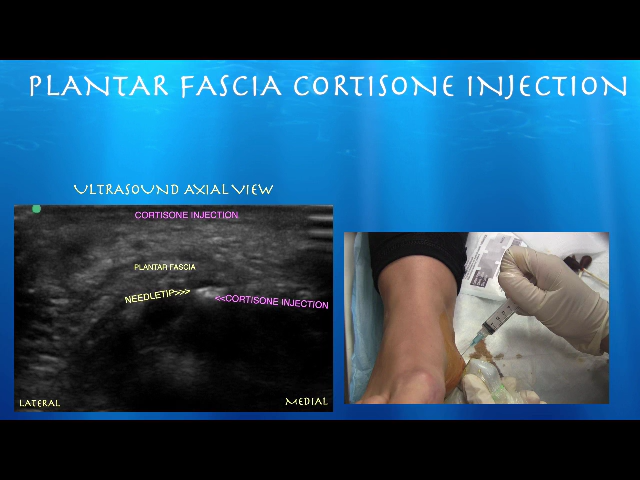 PLANTAR FASCIA CORTISONE INJECTION
ULTRASOUND AXIAL VIEW
CORTISONE INJECTION
PLANTAR FASCIA
NEEDLETIP>>>
<<CORTISONE INJECTION
LATERAL
MEDIAL